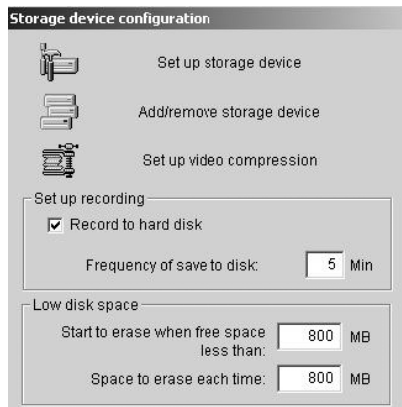 Storage device configuration
Set up storage device
Add/remove storage device
Set up video compression
Set up recording
Record to hard disk
Frequency of save to disk: 5 Min
Low disk space
Start to erase when free space
less than: 800 MB
Space to erase each time: 800 MB